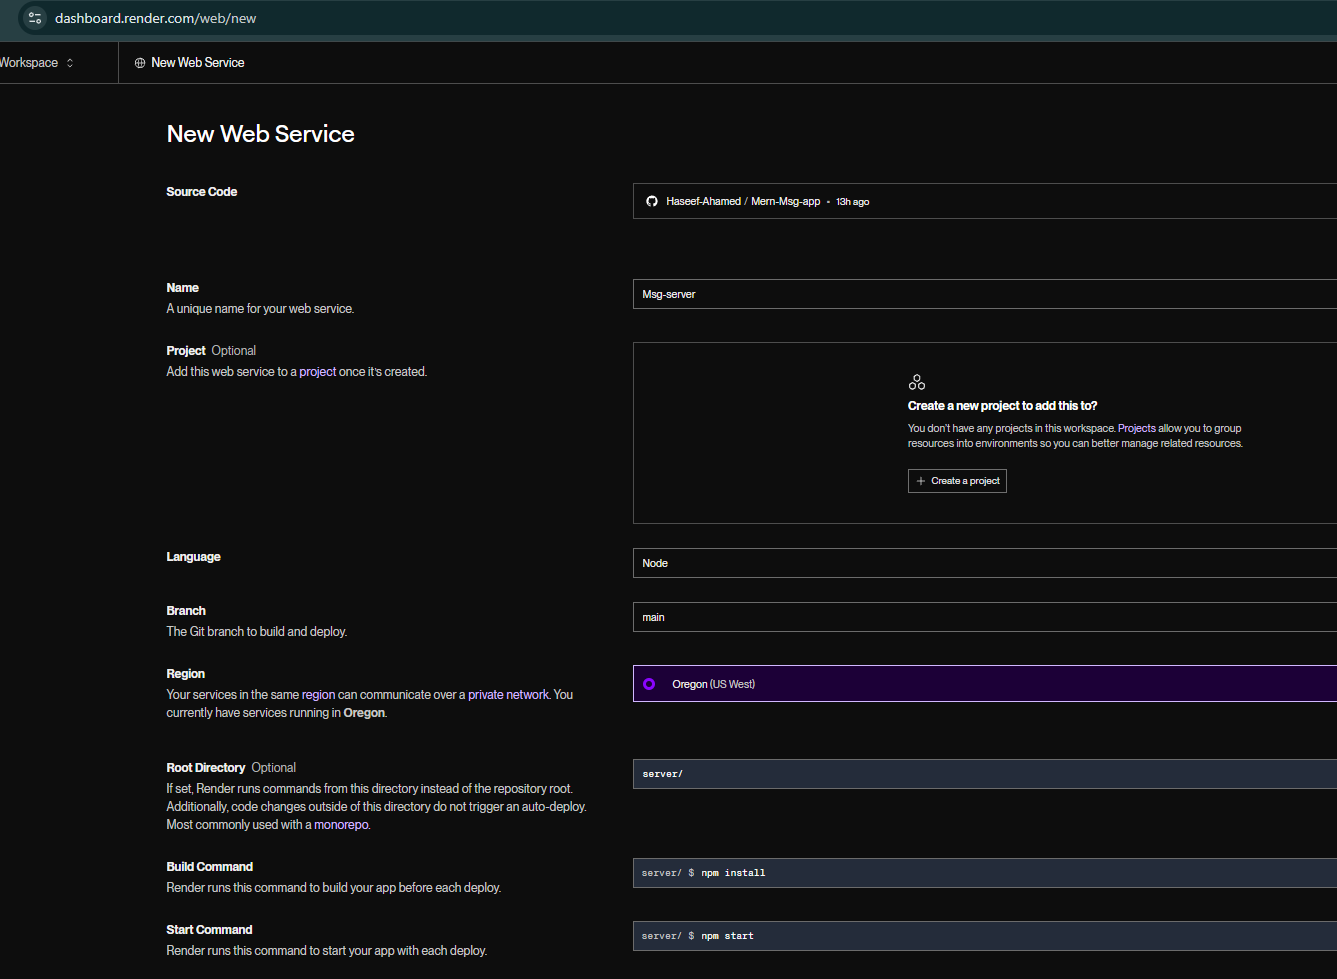 dashboard.render.com/web/new
Workspace
New Web Service
New Web Service
Source Code
Haseef-Ahamed / Mern-Msg-app • 13h ago
Name
A unique name for your web service.
Msg-server
Project Optional
Add this web service to a project once it's created.
Create a new project to add this to?
You don't have any projects in this workspace. Projects allow you to group
resources into environments so you can better manage related resources.
+ Create a project
Language
Node
Branch
The Git branch to build and deploy.
main
Region
Your services in the same region can communicate over a private network. You
currently have services running in Oregon.
Oregon (US West)
Root Directory Optional
If set, Render runs commands from this directory instead of the repository root.
Additionally, code changes outside of this directory do not trigger an auto-deploy.
Most commonly used with a monorepo.
server/
Build Command
Render runs this command to build your app before each deploy.
server/ $ npm install
Start Command
Render runs this command to start your app with each deploy.
server/ $ npm start